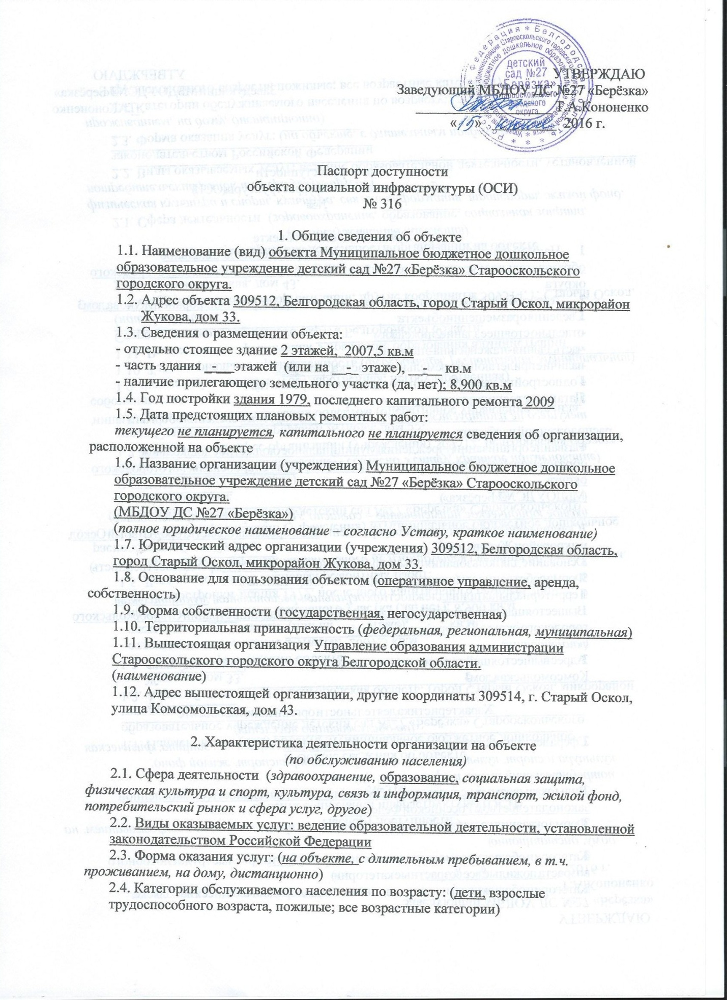 детский
сад №27
«Берёзка»
Старооскольского
городского
округа
УТВЕРЖДАЮ
Заведующий МБДОУ ДС №27 «Берёзка»
Т.А.Кононенко
«15» 2016 г.
Паспорт доступности
объекта социальной инфраструктуры (ОСИ)
№ 316
1. Общие сведения об объекте
1.1. Наименование (вид) объекта Муниципальное бюджетное дошкольное
образовательное учреждение детский сад №27 «Берёзка» Старооскольского
городского округа.
1.2. Адрес объекта 309512, Белгородская область, город Старый Оскол, микрорайон
Жукова, дом 33.
1.3. Сведения о размещении объекта:
- отдельно стоящее здание 2 этажей, 2007,5 кв.м
- часть здания _-__ этажей (или на __-_ этаже), __-__ кв.м
- наличие прилегающего земельного участка (да, нет); 8,900 кв.м
1.4. Год постройки здания 1979, последнего капитального ремонта 2009
1.5. Дата предстоящих плановых ремонтных работ:
текущего не планируется, капитального не планируется сведения об организации,
расположенной на объекте
1.6. Название организации (учреждения) Муниципальное бюджетное дошкольное
образовательное учреждение детский сад №27 «Берёзка» Старооскольского
городского округа.
(МБДОУ ДС №27 «Берёзка»)
(полное юридическое наименование – согласно Уставу, краткое наименование)
1.7. Юридический адрес организации (учреждения) 309512, Белгородская область,
город Старый Оскол, микрорайон Жукова, дом 33.
1.8. Основание для пользования объектом (оперативное управление, аренда,
собственность)
1.9. Форма собственности (государственная, негосударственная)
1.10. Территориальная принадлежность (федеральная, региональная, муниципальная)
1.11. Вышестоящая организация Управление образования администрации
Старооскольского городского округа Белгородской области.
(наименование)
1.12. Адрес вышестоящей организации, другие координаты 309514, г. Старый Оскол,
улица Комсомольская, дом 43.
2. Характеристика деятельности организации на объекте
(по обслуживанию населения)
2.1. Сфера деятельности (здравоохранение, образование, социальная защита,
физическая культура и спорт, культура, связь и информация, транспорт, жилой фонд,
потребительский рынок и сфера услуг, другое)
2.2. Виды оказываемых услуг: ведение образовательной деятельности, установленной
законодательством Российской Федерации
2.3. Форма оказания услуг: (на объекте, с длительным пребыванием, в т.ч.
проживанием, на дому, дистанционно)
2.4. Категории обслуживаемого населения по возрасту: (дети, взрослые
трудоспособного возраста, пожилые; все возрастные категории)